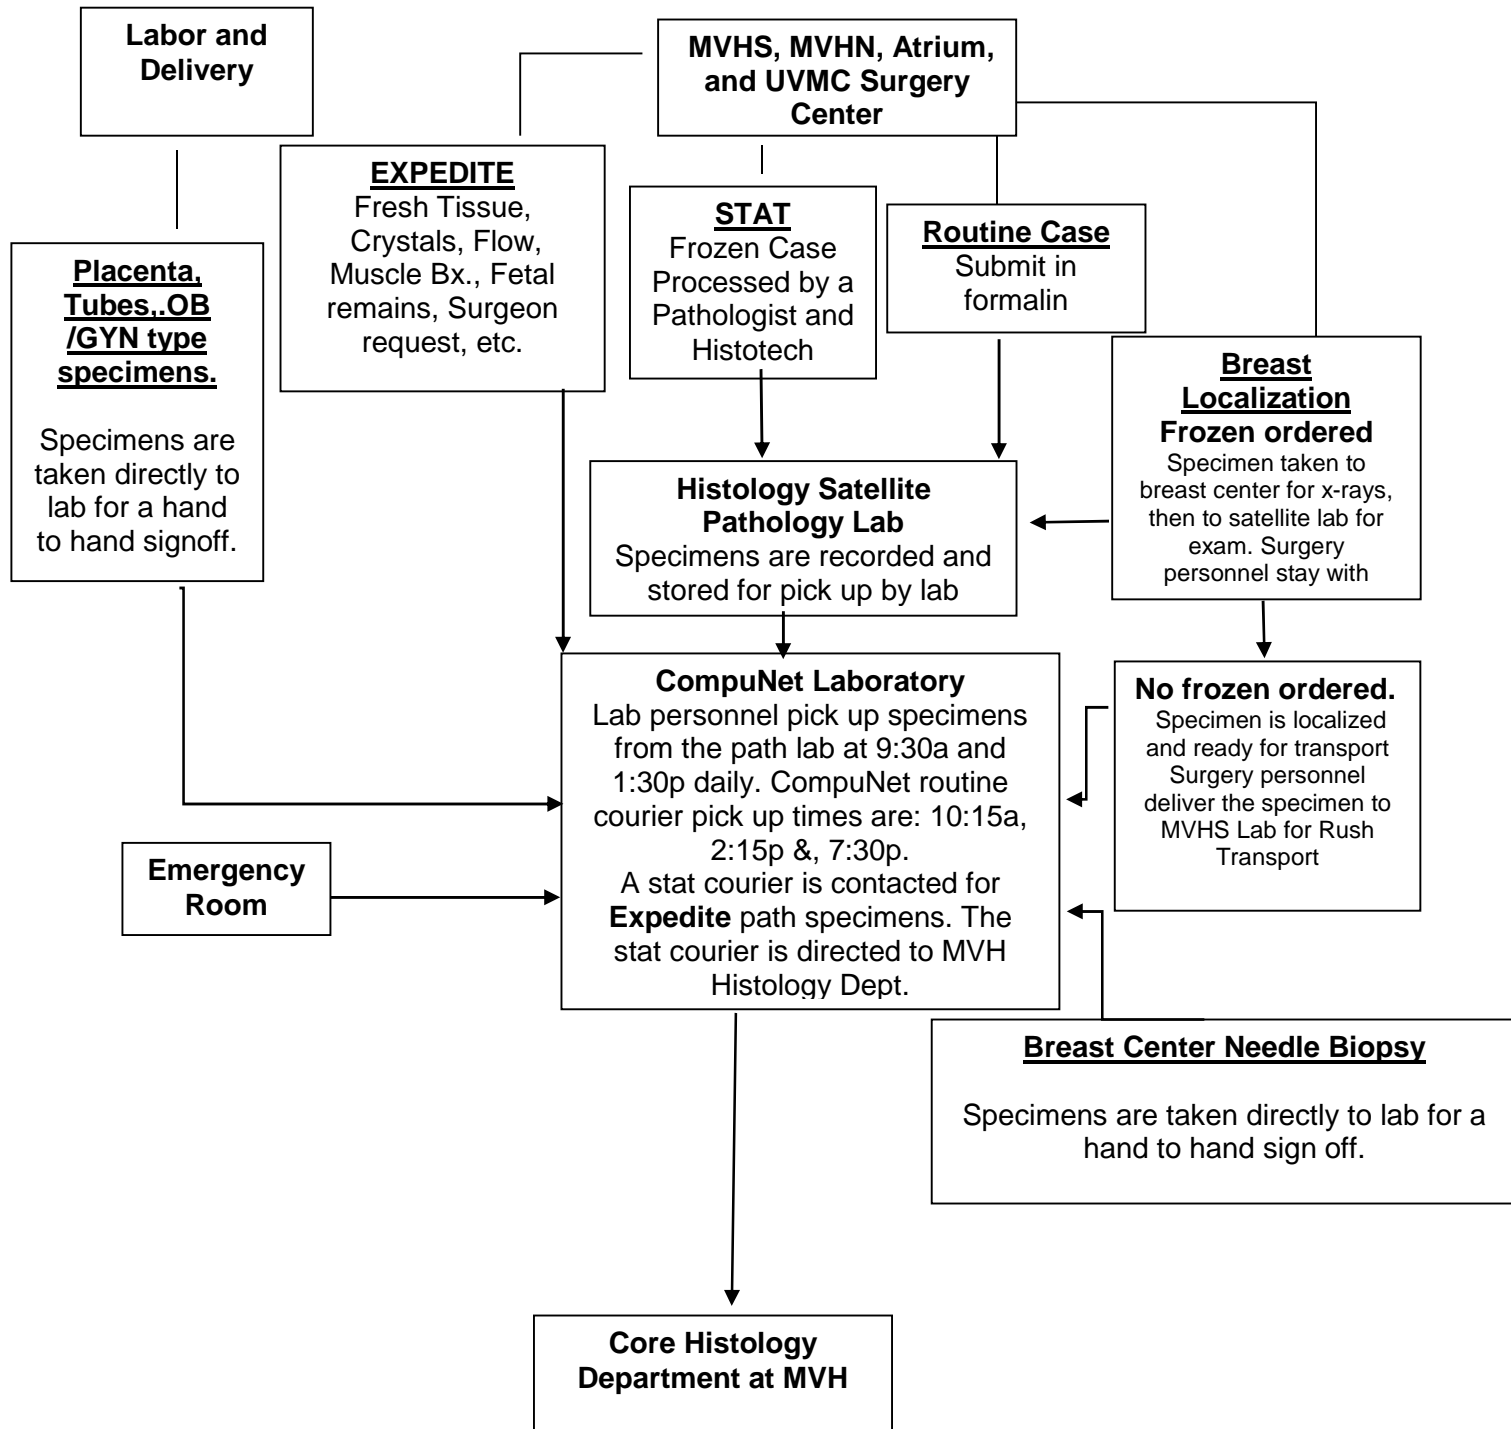 Labor and
Delivery
MVHS, MVHN, Atrium,
and UVMC Surgery
Center
EXPEDITE
Fresh Tissue,
Crystals, Flow,
Muscle Bx., Fetal
remains, Surgeon
request, etc.
STAT
Frozen Case
Processed by a
Pathologist and
Histotech
Routine Case
Submit in
formalin
Placenta,
Tubes,.OB
/GYN type
specimens.
Specimens are
taken directly to
lab for a hand
to hand signoff.
Breast
Localization
Frozen ordered
Specimen taken to
breast center for x-rays,
then to satellite lab for
exam. Surgery
personnel stay with
Histology Satellite
Pathology Lab
Specimens are recorded and
stored for pick up by lab
CompuNet Laboratory
Lab personnel pick up specimens
from the path lab at 9:30a and
1:30p daily. CompuNet routine
courier pick up times are: 10:15a,
2:15p &, 7:30p.
A stat courier is contacted for
Expedite path specimens. The
stat courier is directed to MVH
Histology Dept.
No frozen ordered.
Specimen is localized
and ready for transport
Surgery personnel
deliver the specimen to
MVHS Lab for Rush
Transport
Emergency
Room
Breast Center Needle Biopsy
Specimens are taken directly to lab for a
hand to hand sign off.
Core Histology
Department at MVH